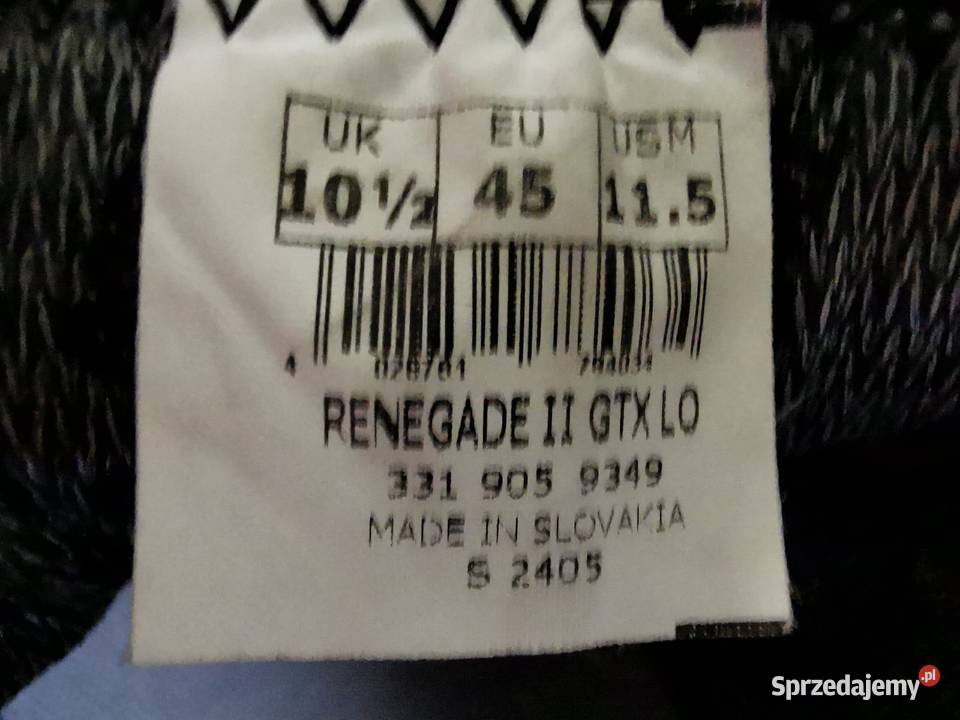 UK EU USM
10½ 45 11.5
4
RENEGADE II GTX LO
331 905 9349
MADE IN SLOVAKIA
S 2405
Sprzedajemy.pl